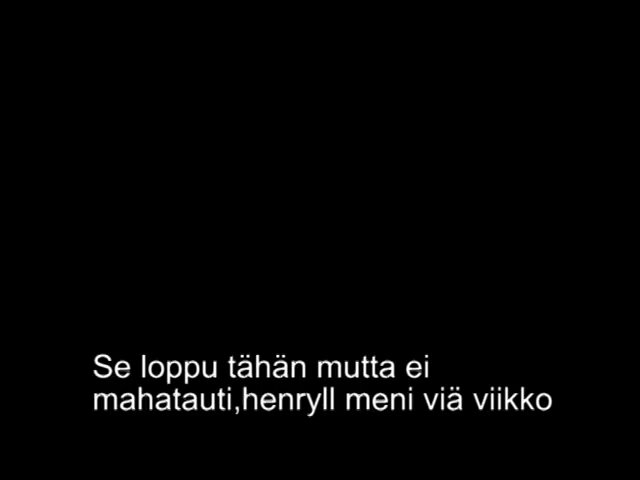 Se loppu tähän mutta ei
mahatauti,henryll meni viä viikko